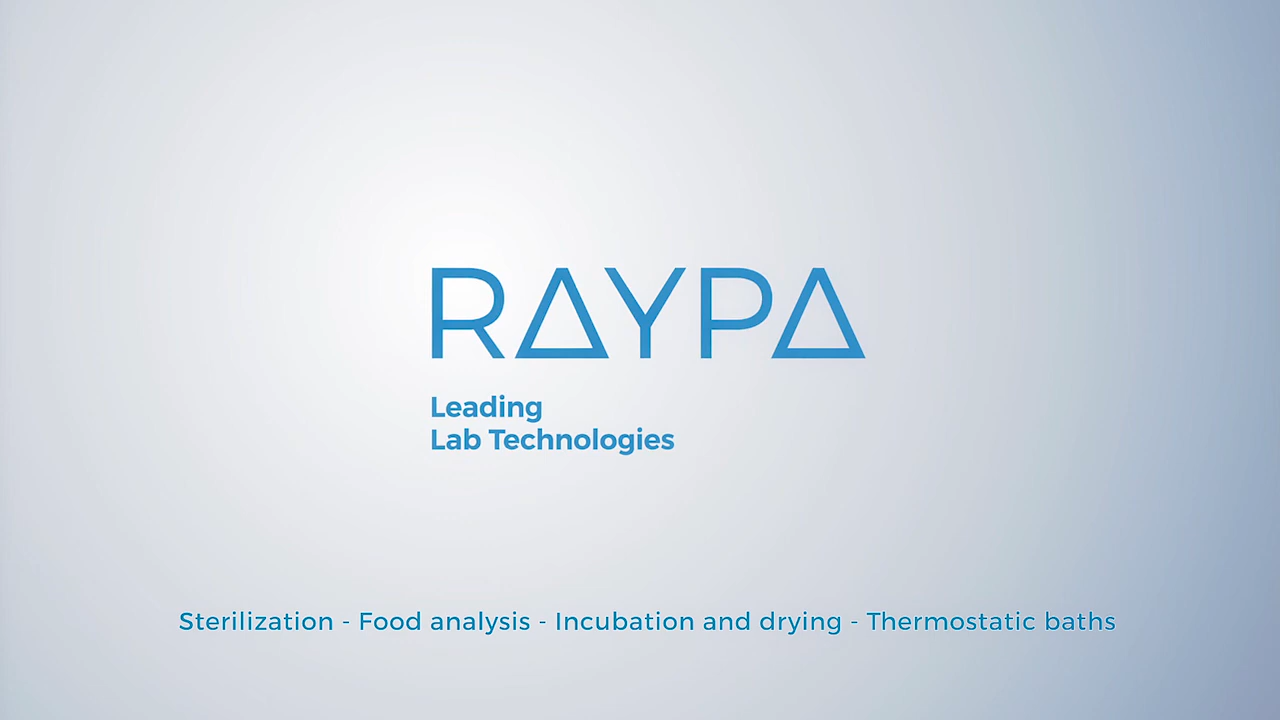 RAYPA
Leading
Lab Technologies
Sterilization - Food analysis - Incubation and drying - Thermostatic baths